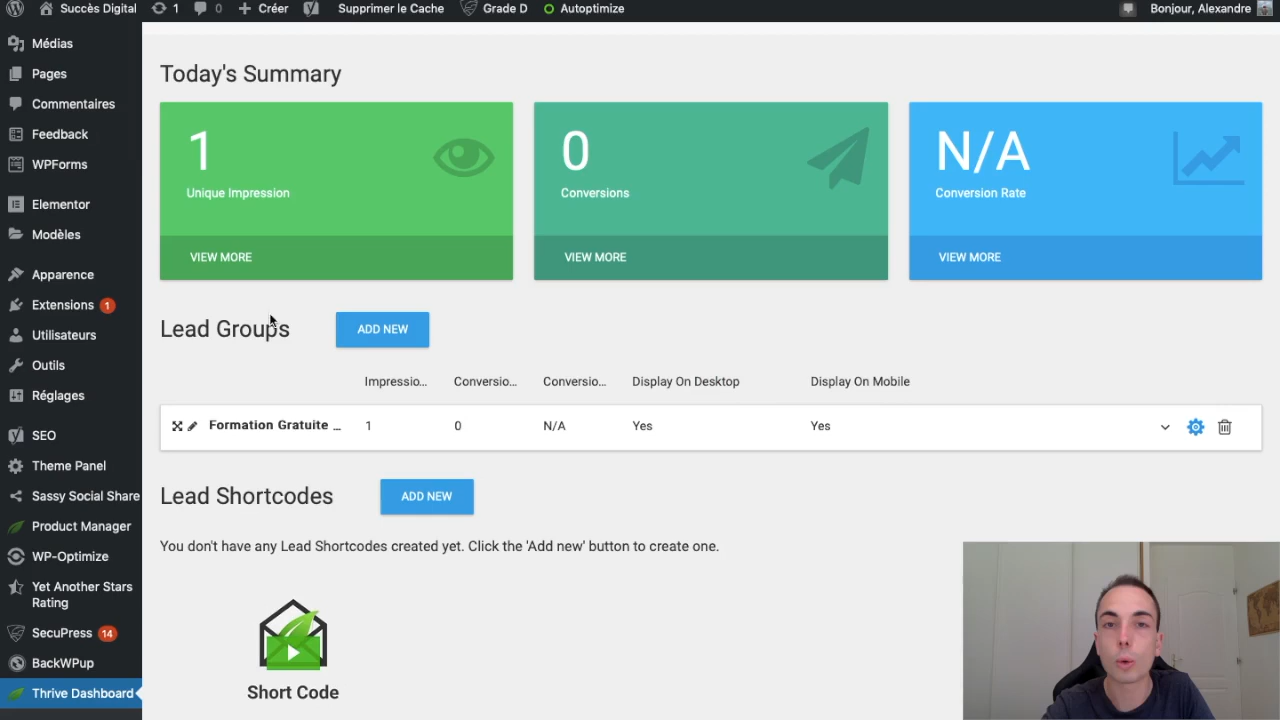 Succès Digital
1
0
Créer
Supprimer le Cache
Grade D
Autoptimize
Bonjour, Alexandre
Médias
Pages
Commentaires
Feedback
WPForms
Elementor
Modèles
Apparence
Extensions 1
Utilisateurs
Outils
Réglages
SEO
Theme Panel
Sassy Social Share
Product Manager
WP-Optimize
Yet Another Stars
Rating
SecuPress 14
BackWPup
Thrive Dashboard
Today's Summary
1
Unique Impression
VIEW MORE
0
Conversions
VIEW MORE
N/A
Conversion Rate
VIEW MORE
Lead Groups
ADD NEW
Impressio... Conversio... Conversio... Display On Desktop Display On Mobile
Formation Gratuite ... 1 0 N/A Yes Yes
Lead Shortcodes
ADD NEW
You don't have any Lead Shortcodes created yet. Click the 'Add new' button to create one.
Short Code